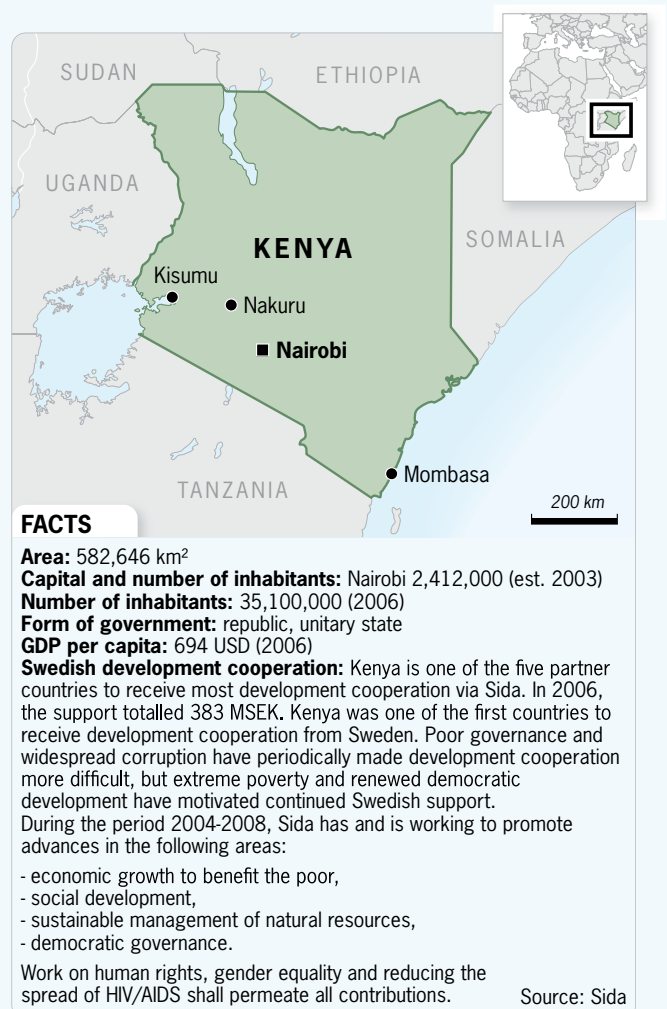 SUDAN
ETHIOPIA
UGANDA
KENYA
SOMALIA
Kisumu
Nakuru
Nairobi
Mombasa
TANZANIA
200 km
FACTS
Area: 582,646 km²
Capital and number of inhabitants: Nairobi 2,412,000 (est. 2003)
Number of inhabitants: 35,100,000 (2006)
Form of government: republic, unitary state
GDP per capita: 694 USD (2006)
Swedish development cooperation: Kenya is one of the five partner
countries to receive most development cooperation via Sida. In 2006,
the support totalled 383 MSEK. Kenya was one of the first countries to
receive development cooperation from Sweden. Poor governance and
widespread corruption have periodically made development cooperation
more difficult, but extreme poverty and renewed democratic
development have motivated continued Swedish support.
During the period 2004-2008, Sida has and is working to promote
advances in the following areas:
- economic growth to benefit the poor,
- social development,
- sustainable management of natural resources,
- democratic governance.
Work on human rights, gender equality and reducing the
spread of HIV/AIDS shall permeate all contributions.
Source: Sida